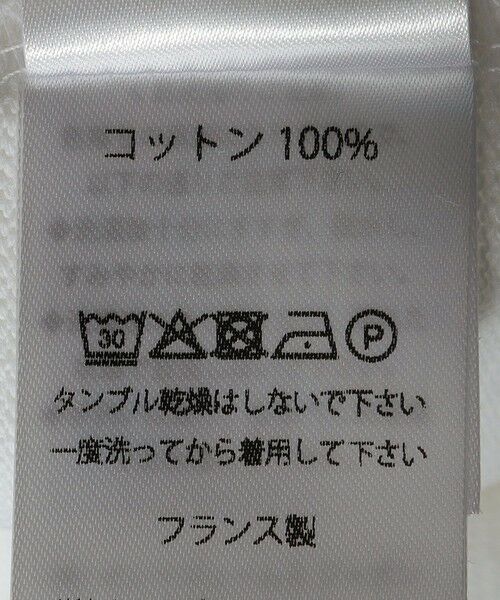 コットン 100%
30
P
タンブル乾燥はしないで下さい
一度洗ってから着用して下さい
フランス製